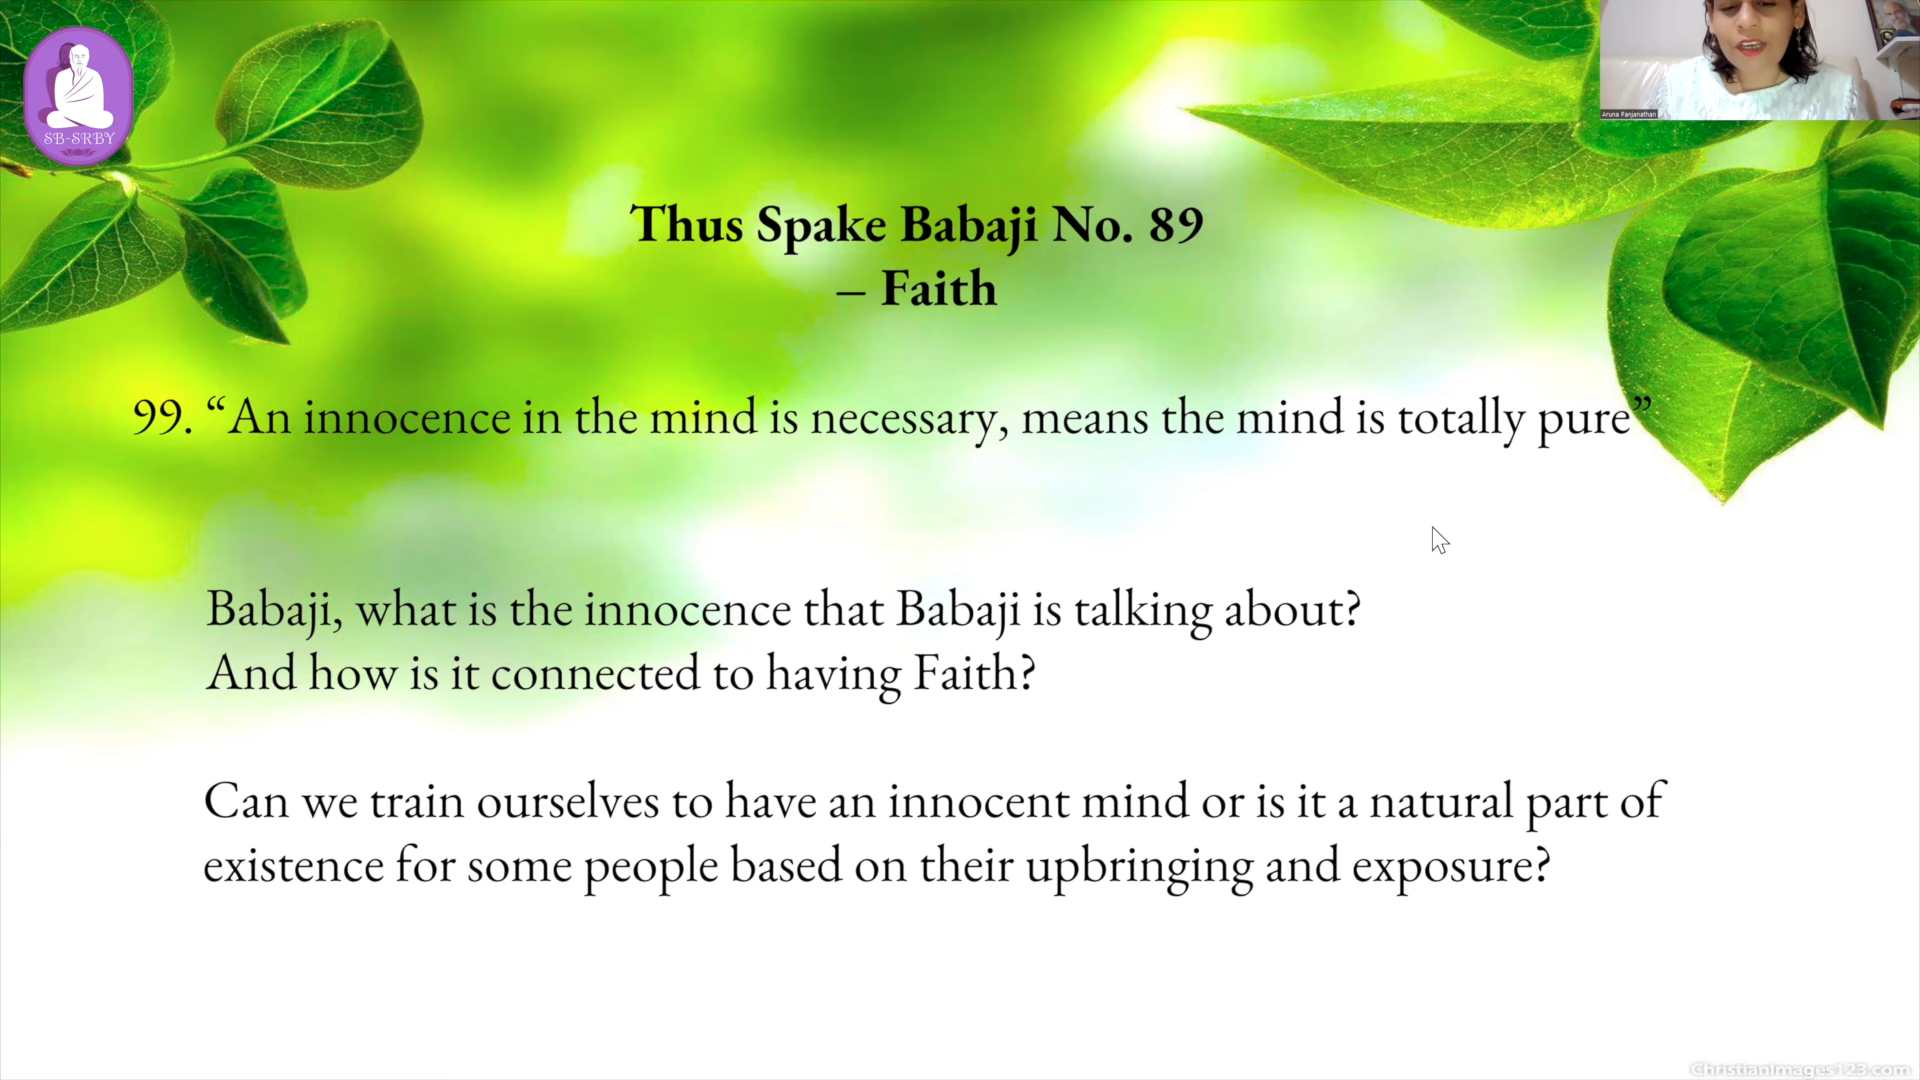 SB-SRBY
Aruna Panjanathan
Thus Spake Babaji No. 89
– Faith
99. “An innocence in the mind is necessary, means the mind is totally pure”
Babaji, what is the innocence that Babaji is talking about?
And how is it connected to having Faith?
Can we train ourselves to have an innocent mind or is it a natural part of
existence for some people based on their upbringing and exposure?
ChristianImages123.com